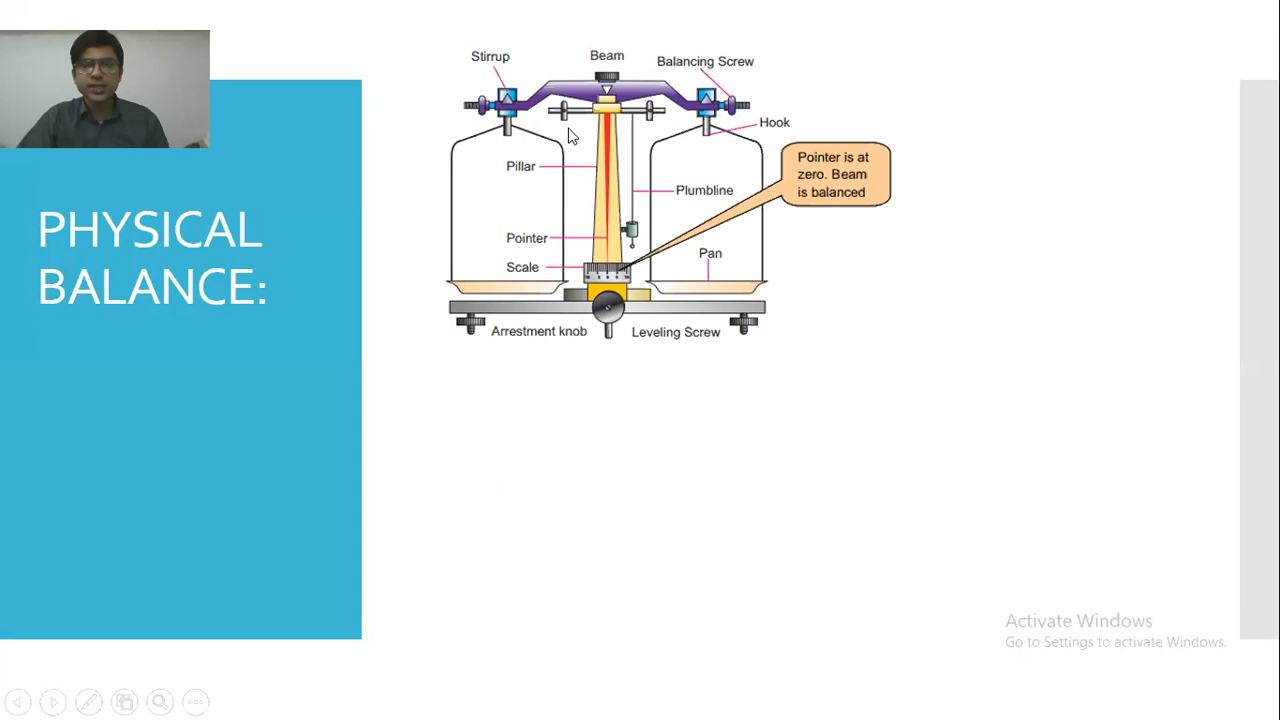 Stirrup
Beam
Balancing Screw
Hook
Pillar
Pointer is at
zero. Beam
is balanced
Plumbline
Pointer
Pan
Scale
Arrestment knob
Leveling Screw
PHYSICAL
BALANCE:
Activate Windows
Go to Settings to activate Windows.